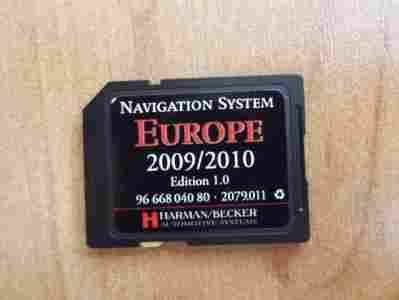 NAVIGATION SYSTEM
EUROPE
2009/2010
Edition 1.0
96 668 040 80 · 2079.011
HARMAN/BECKER
AUTOMOTIVE SYSTEMS